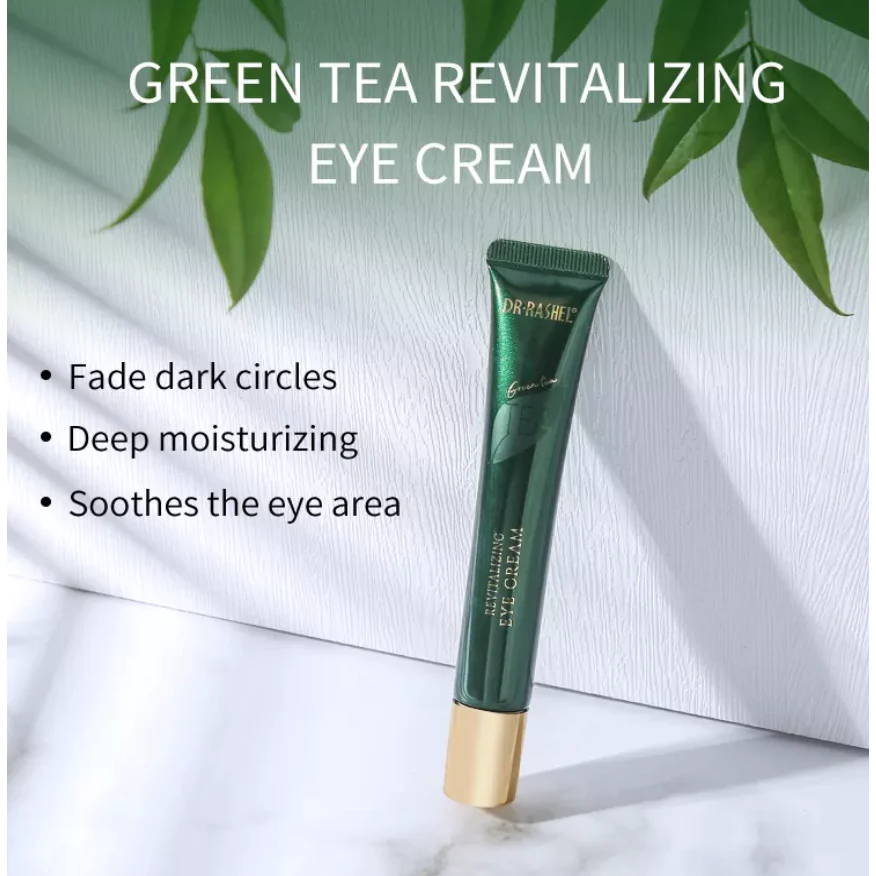 GREEN TEA REVITALIZING
EYE CREAM
DR·RASHEL®
Green tea
TEA
• Fade dark circles
• Deep moisturizing
• Soothes the eye area
REVITALIZING
EYE CREAM